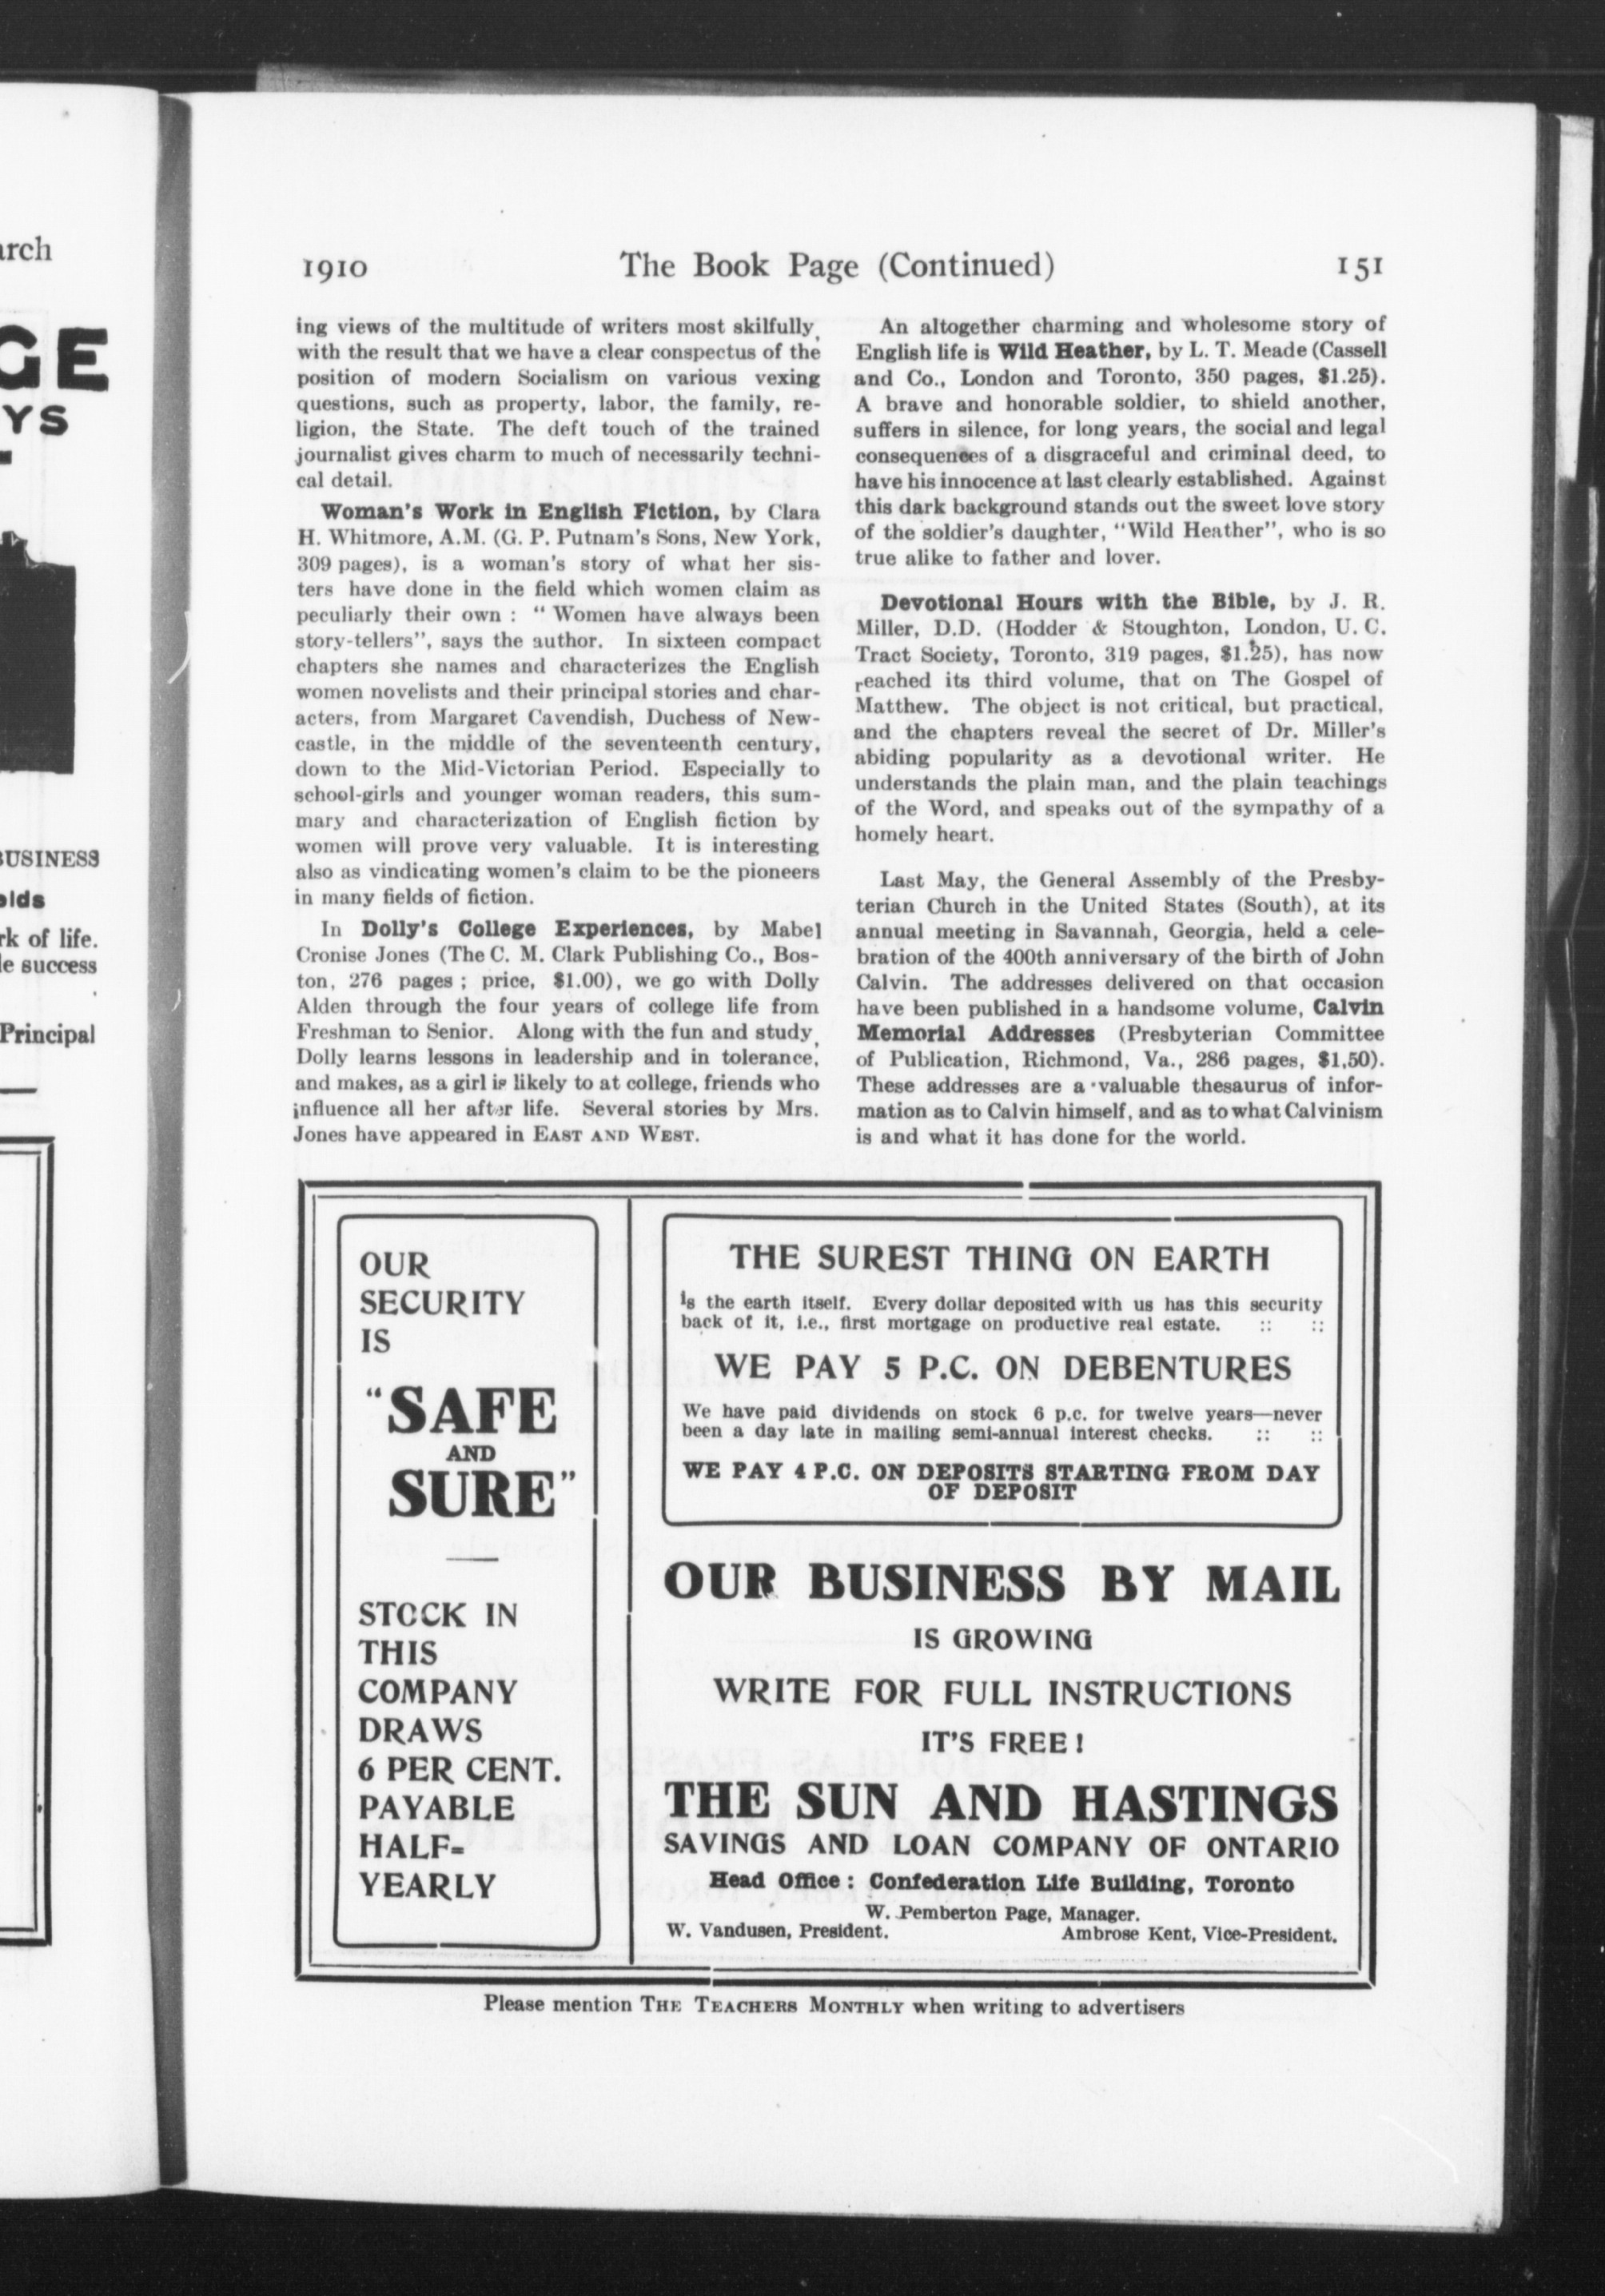 arch
GE
YS
BUSINESS
elds
rk of life.
le success
Principal
1910 The Book Page (Continued) 151
ing views of the multitude of writers most skilfully,
with the result that we have a clear conspectus of the
position of modern Socialism on various vexing
questions, such as property, labor, the family, re-
ligion, the State. The deft touch of the trained
journalist gives charm to much of necessarily techni-
cal detail.
Woman's Work in English Fiction, by Clara
H. Whitmore, A.M. (G. P. Putnam's Sons, New York,
309 pages), is a woman's story of what her sis-
ters have done in the field which women claim as
peculiarly their own : " Women have always been
story-tellers", says the author. In sixteen compact
chapters she names and characterizes the English
women novelists and their principal stories and char-
acters, from Margaret Cavendish, Duchess of New-
castle, in the middle of the seventeenth century,
down to the Mid-Victorian Period. Especially to
school-girls and younger woman readers, this sum-
mary and characterization of English fiction by
women will prove very valuable. It is interesting
also as vindicating women's claim to be the pioneers
in many fields of fiction.
In Dolly's College Experiences, by Mabel
Cronise Jones (The C. M. Clark Publishing Co., Bos-
ton, 276 pages ; price, $1.00), we go with Dolly
Alden through the four years of college life from
Freshman to Senior. Along with the fun and study,
Dolly learns lessons in leadership and in tolerance,
and makes, as a girl is likely to at college, friends who
influence all her after life. Several stories by Mrs.
Jones have appeared in EAST AND WEST.
An altogether charming and wholesome story of
English life is Wild Heather, by L. T. Meade (Cassell
and Co., London and Toronto, 350 pages, $1.25).
A brave and honorable soldier, to shield another,
suffers in silence, for long years, the social and legal
consequences of a disgraceful and criminal deed, to
have his innocence at last clearly established. Against
this dark background stands out the sweet love story
of the soldier's daughter, "Wild Heather", who is so
true alike to father and lover.
Devotional Hours with the Bible, by J. R.
Miller, D.D. (Hodder & Stoughton, London, U. C.
Tract Society, Toronto, 319 pages, $1.25), has now
reached its third volume, that on The Gospel of
Matthew. The object is not critical, but practical,
and the chapters reveal the secret of Dr. Miller's
abiding popularity as a devotional writer. He
understands the plain man, and the plain teachings
of the Word, and speaks out of the sympathy of a
homely heart.
Last May, the General Assembly of the Presby-
terian Church in the United States (South), at its
annual meeting in Savannah, Georgia, held a cele-
bration of the 400th anniversary of the birth of John
Calvin. The addresses delivered on that occasion
have been published in a handsome volume, Calvin
Memorial Addresses (Presbyterian Committee
of Publication, Richmond, Va., 286 pages, $1.50).
These addresses are a valuable thesaurus of infor-
mation as to Calvin himself, and as to what Calvinism
is and what it has done for the world.
OUR
SECURITY
IS
"SAFE
AND
SURE"
STOCK IN
THIS
COMPANY
DRAWS
6 PER CENT.
PAYABLE
HALF-
YEARLY
THE SUREST THING ON EARTH
is the earth itself. Every dollar deposited with us has this security
back of it, i.e., first mortgage on productive real estate. :: ::
WE PAY 5 P.C. ON DEBENTURES
We have paid dividends on stock 6 p.c. for twelve years—never
been a day late in mailing semi-annual interest checks. :: ::
WE PAY 4 P.C. ON DEPOSITS STARTING FROM DAY
OF DEPOSIT
OUR BUSINESS BY MAIL
IS GROWING
WRITE FOR FULL INSTRUCTIONS
IT'S FREE !
THE SUN AND HASTINGS
SAVINGS AND LOAN COMPANY OF ONTARIO
Head Office : Confederation Life Building, Toronto
W. Pemberton Page, Manager.
W. Vandusen, President. Ambrose Kent, Vice-President.
Please mention THE TEACHERS MONTHLY when writing to advertisers